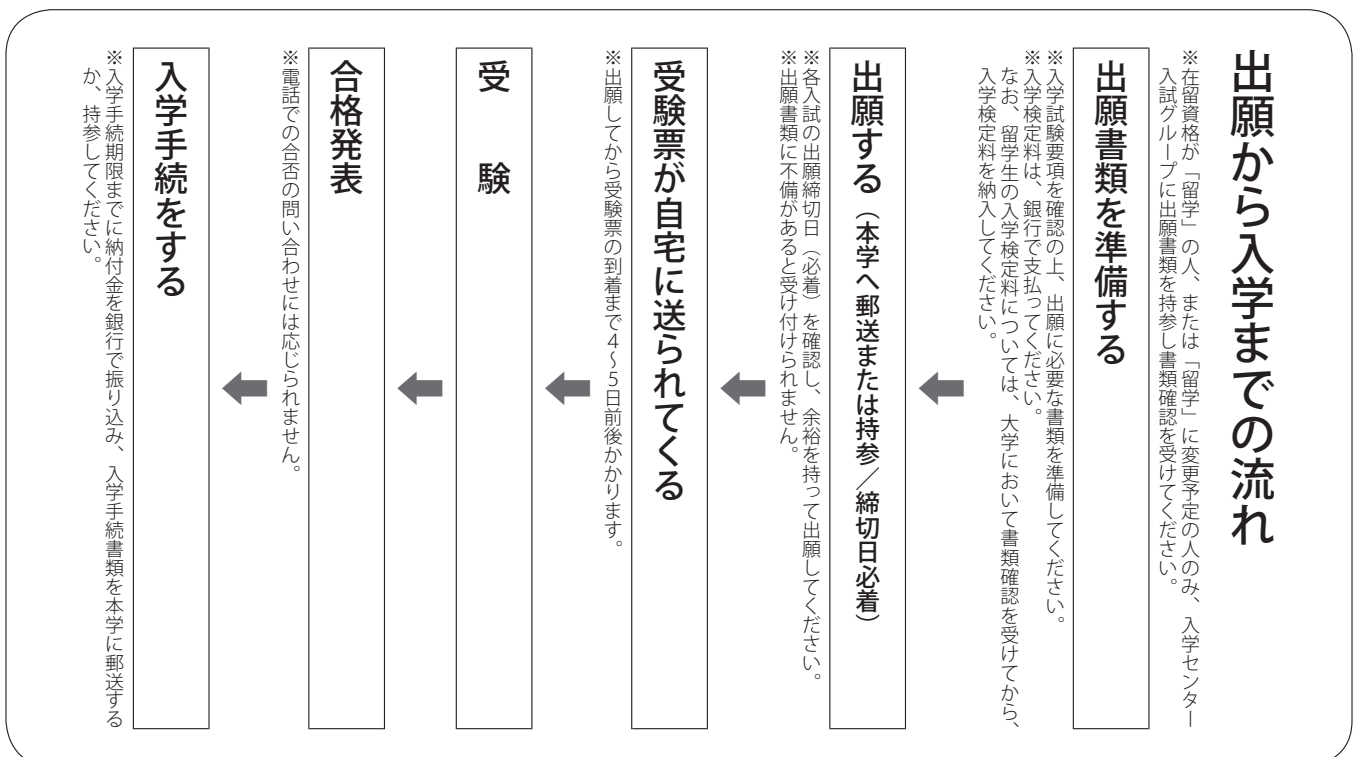 出願から入学までの流れ
※在留資格が「留学」の人、または「留学」に変更予定の人のみ、入学センター
入試グループに出願書類を持参し書類確認を受けてください。
出願書類を準備する
※入学試験要項を確認の上、出願に必要な書類を準備してください。
※入学検定料は、銀行で支払ってください。
なお、留学生の入学検定料については、大学において書類確認を受けてから、
入学検定料を納入してください。
出願する（本学へ郵送または持参／締切日必着）
※各入試の出願締切日（必着）を確認し、余裕を持って出願してください。
※出願書類に不備があると受け付けられません。
受験票が自宅に送られてくる
※出願してから受験票の到着まで４～５日前後かかります。
受　験
合格発表
※電話での合否の問い合わせには応じられません。
入学手続をする
※入学手続期限までに納付金を銀行で振り込み、入学手続書類を本学に郵送する
か、持参してください。